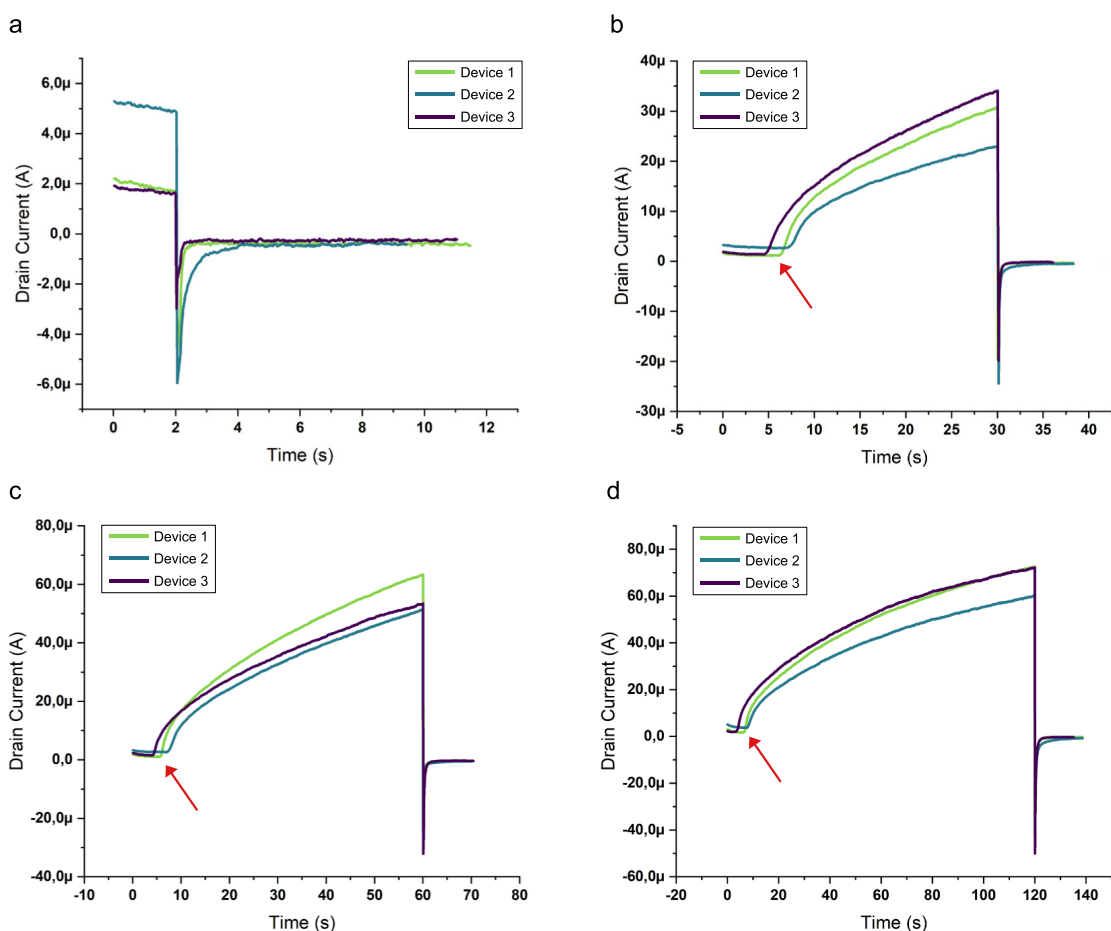 a
6,0µ
4,0µ
2,0µ
0,0
-2,0µ
-4,0µ
-6,0µ
0
2
4
6
8
10
12
Drain Current (A)
Time (s)
Device 1
Device 2
Device 3
b
40µ
30µ
20µ
10µ
0
-10µ
-20µ
-30µ
-5
0
5
10
15
20
25
30
35
40
Drain Current (A)
Time (s)
Device 1
Device 2
Device 3
c
80,0µ
60,0µ
40,0µ
20,0µ
0,0
-20,0µ
-40,0µ
-10
0
10
20
30
40
50
60
70
80
Drain Current (A)
Time (s)
Device 1
Device 2
Device 3
d
80,0µ
60,0µ
40,0µ
20,0µ
0,0
-20,0µ
-40,0µ
-60,0µ
-20
0
20
40
60
80
100
120
140
Drain Current (A)
Time (s)
Device 1
Device 2
Device 3